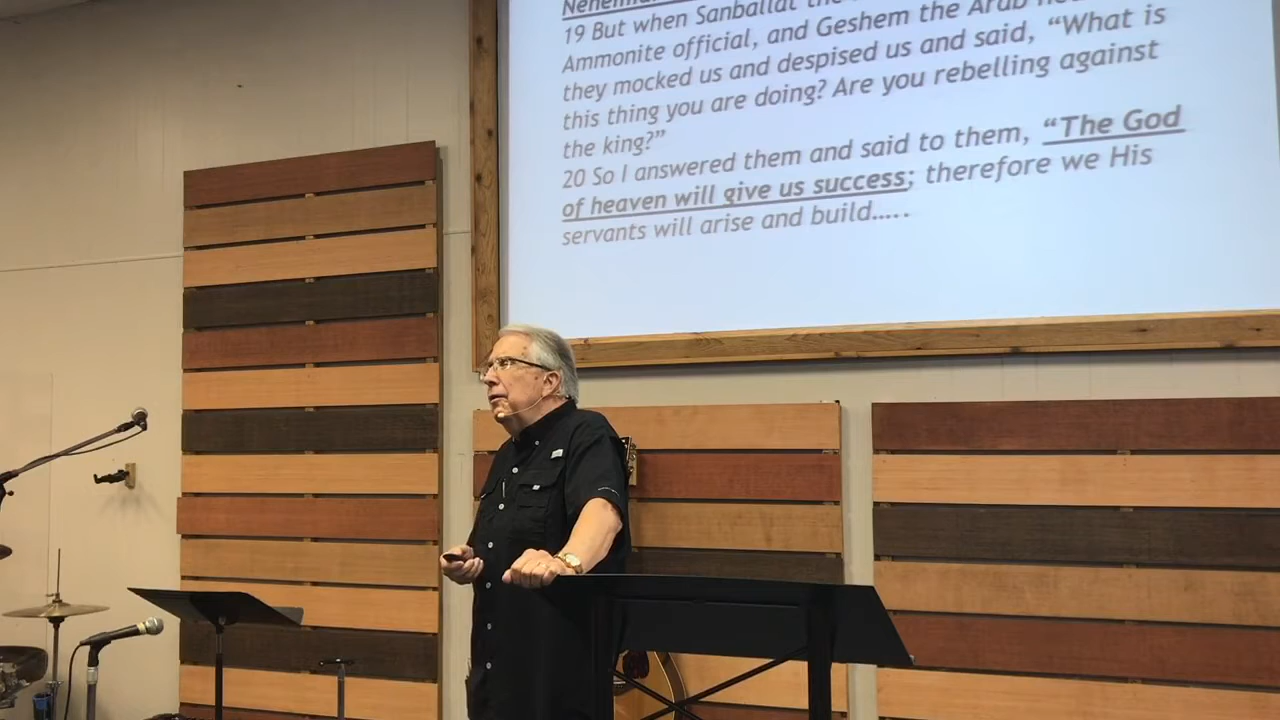 19 But when Sanballat the
Ammonite official, and Geshem the Arab
they mocked us and despised us and said, “What is
this thing you are doing? Are you rebelling against
the king?”
20 So I answered them and said to them, “The God
of heaven will give us success; therefore we His
servants will arise and build.....